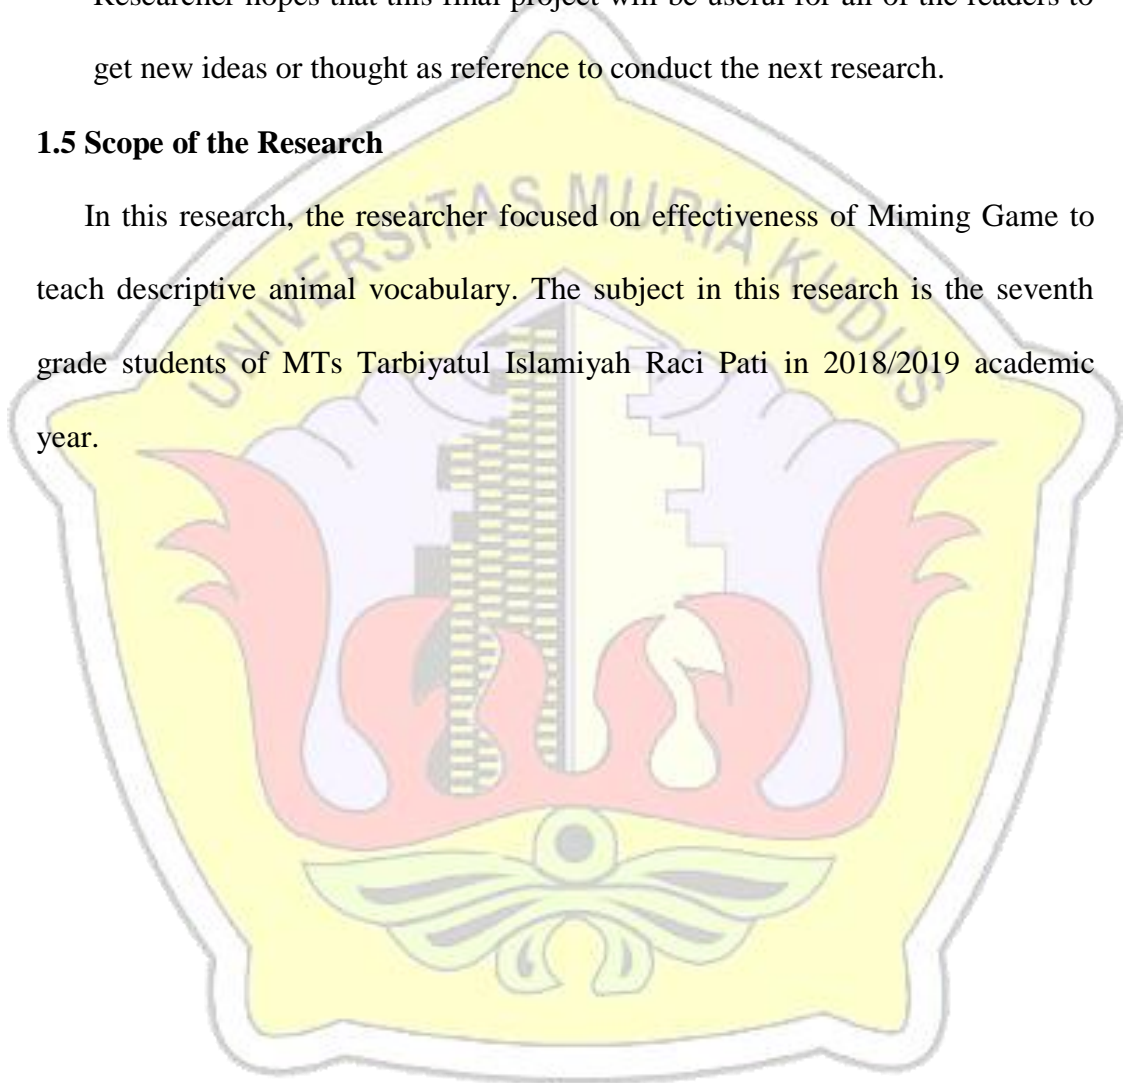 Researcher hopes that this final project will be useful for all of the readers to
get new ideas or thought as reference to conduct the next research.
1.5 Scope of the Research
In this research, the researcher focused on effectiveness of Miming Game to
teach descriptive animal vocabulary. The subject in this research is the seventh
grade students of MTs Tarbiyatul Islamiyah Raci Pati in 2018/2019 academic
year.
UNIVERSITAS MURIA KUDUS